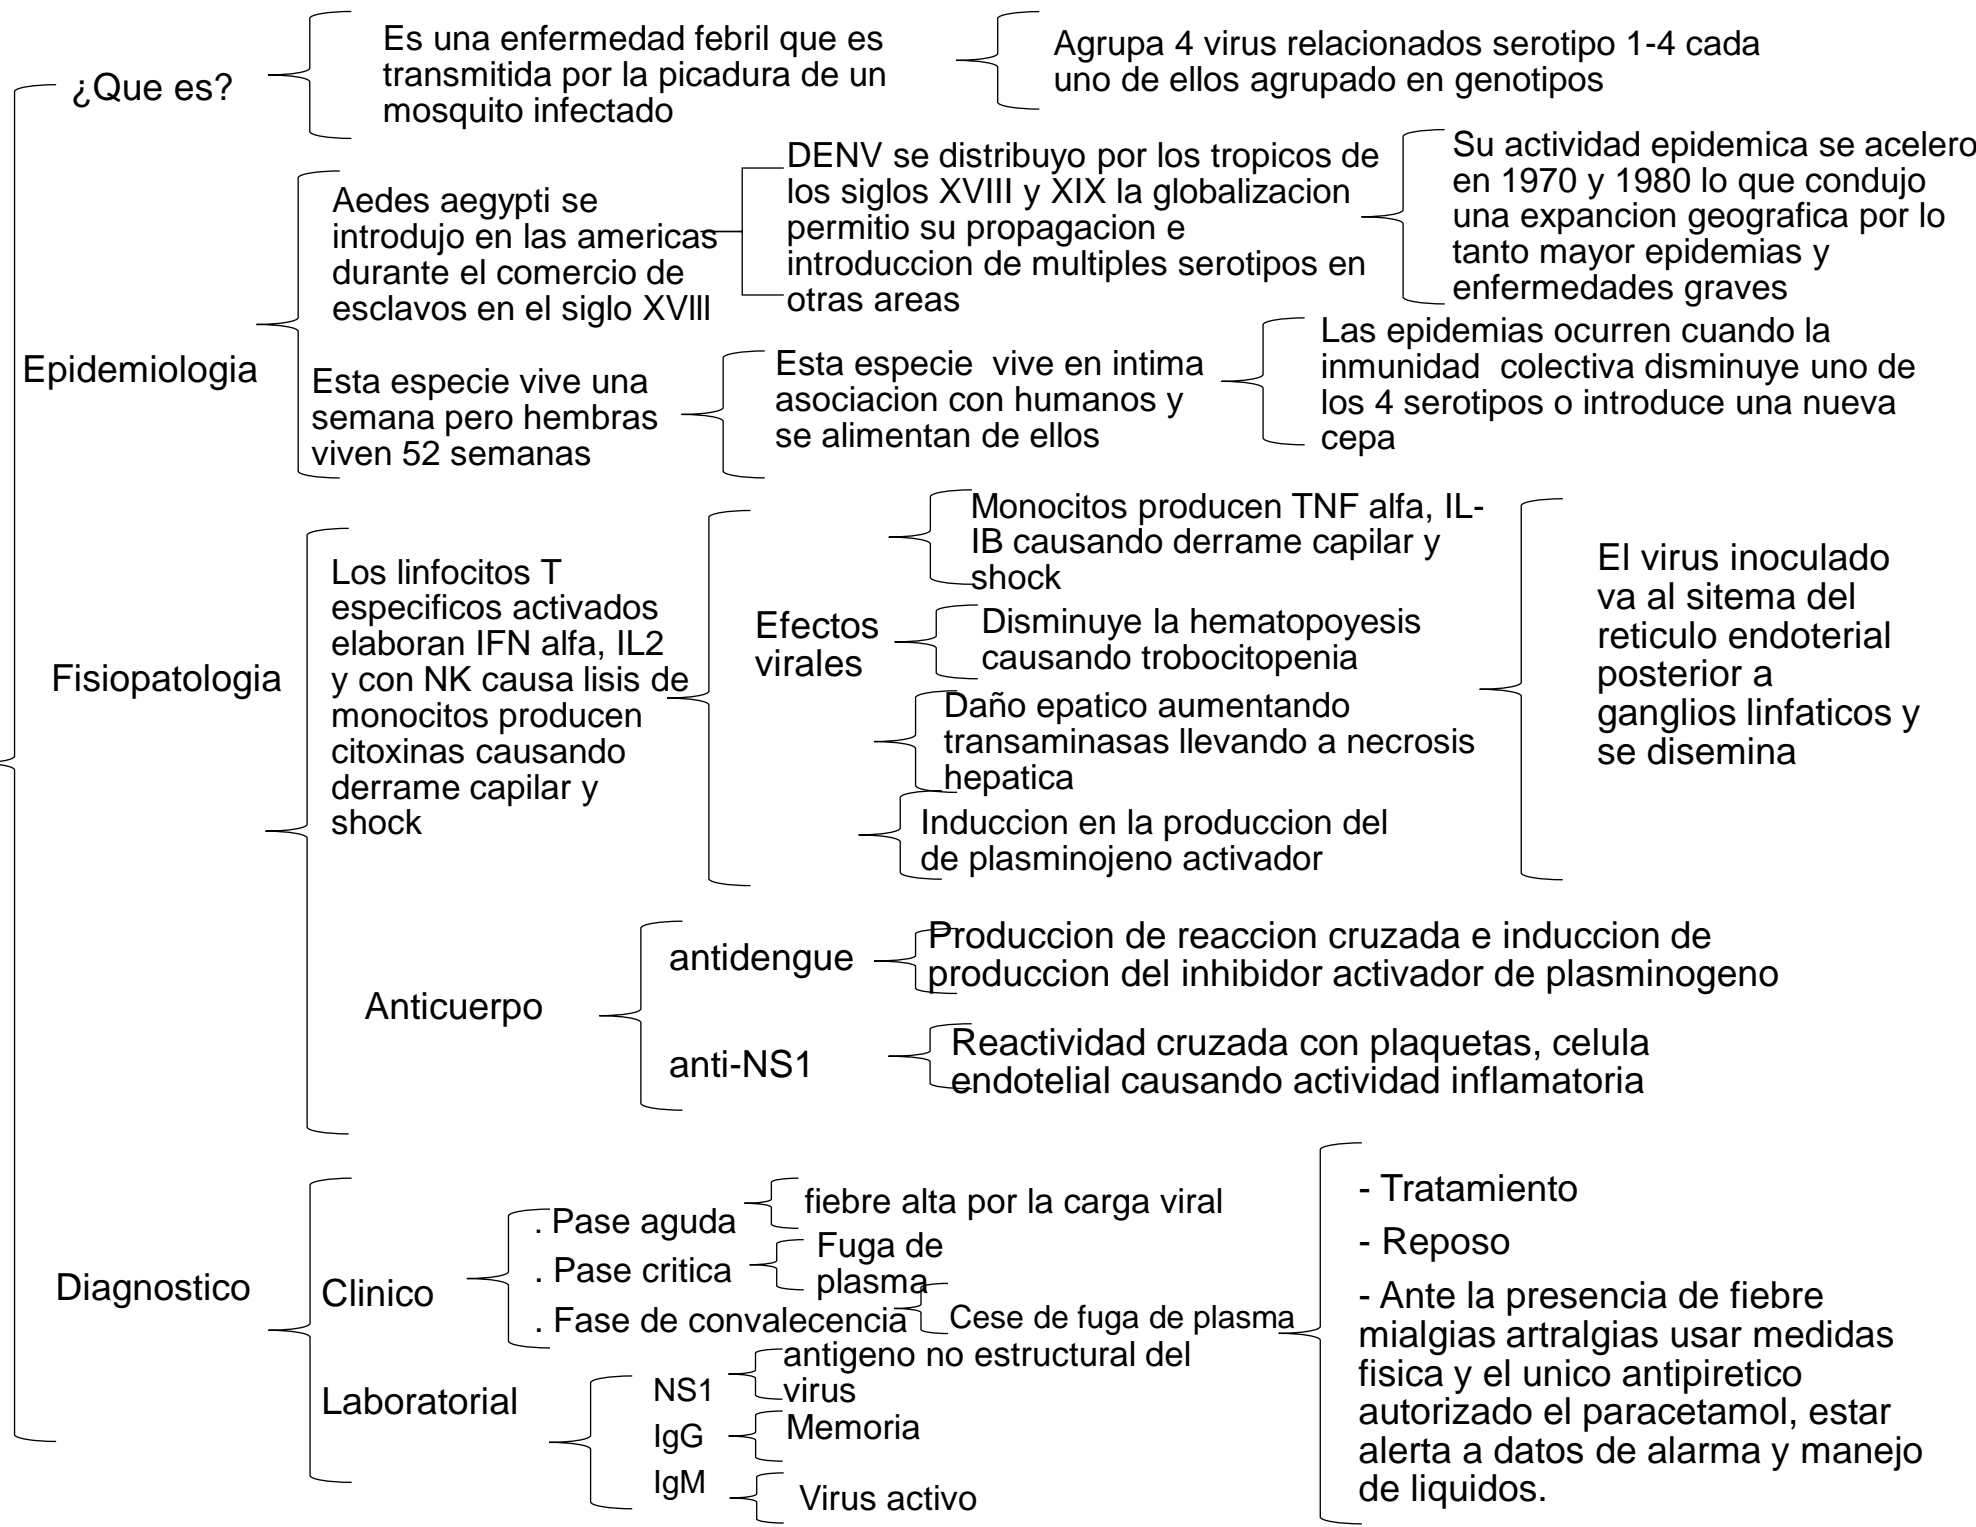 ¿Que es?
Es una enfermedad febril que es
transmitida por la picadura de un
mosquito infectado
Agrupa 4 virus relacionados serotipo 1-4 cada
uno de ellos agrupado en genotipos
Epidemiologia
Aedes aegypti se
introdujo en las americas
durante el comercio de
esclavos en el siglo XVIII
DENV se distribuyo por los tropicos de
los siglos XVIII y XIX la globalizacion
permitio su propagacion e
introduccion de multiples serotipos en
otras areas
Su actividad epidemica se acelero
en 1970 y 1980 lo que condujo
una expancion geografica por lo
tanto mayor epidemias y
enfermedades graves
Esta especie vive una
semana pero hembras
viven 52 semanas
Esta especie  vive en intima
asociacion con humanos y
se alimentan de ellos
Las epidemias ocurren cuando la
inmunidad  colectiva disminuye uno de
los 4 serotipos o introduce una nueva
cepa
Fisiopatologia
Los linfocitos T
especificos activados
elaboran IFN alfa, IL2
y con NK causa lisis de
monocitos producen
citoxinas causando
derrame capilar y
shock
Efectos
virales
Monocitos producen TNF alfa, IL-
IB causando derrame capilar y
shock
Disminuye la hematopoyesis
causando trobocitopenia
Daño epatico aumentando
transaminasas llevando a necrosis
hepatica
Induccion en la produccion del
de plasminojeno activador
El virus inoculado
va al sitema del
reticulo endoterial
posterior a
ganglios linfaticos y
se disemina
Anticuerpo
antidengue
Produccion de reaccion cruzada e induccion de
produccion del inhibidor activador de plasminogeno
anti-NS1
Reactividad cruzada con plaquetas, celula
endotelial causando actividad inflamatoria
Diagnostico
Clinico
. Pase aguda
fiebre alta por la carga viral
. Pase critica
Fuga de
plasma
. Fase de convalecencia
Cese de fuga de plasma
Laboratorial
NS1
antigeno no estructural del
virus
IgG
Memoria
IgM
Virus activo
- Tratamiento
- Reposo
- Ante la presencia de fiebre
mialgias artralgias usar medidas
fisica y el unico antipiretico
autorizado el paracetamol, estar
alerta a datos de alarma y manejo
de liquidos.